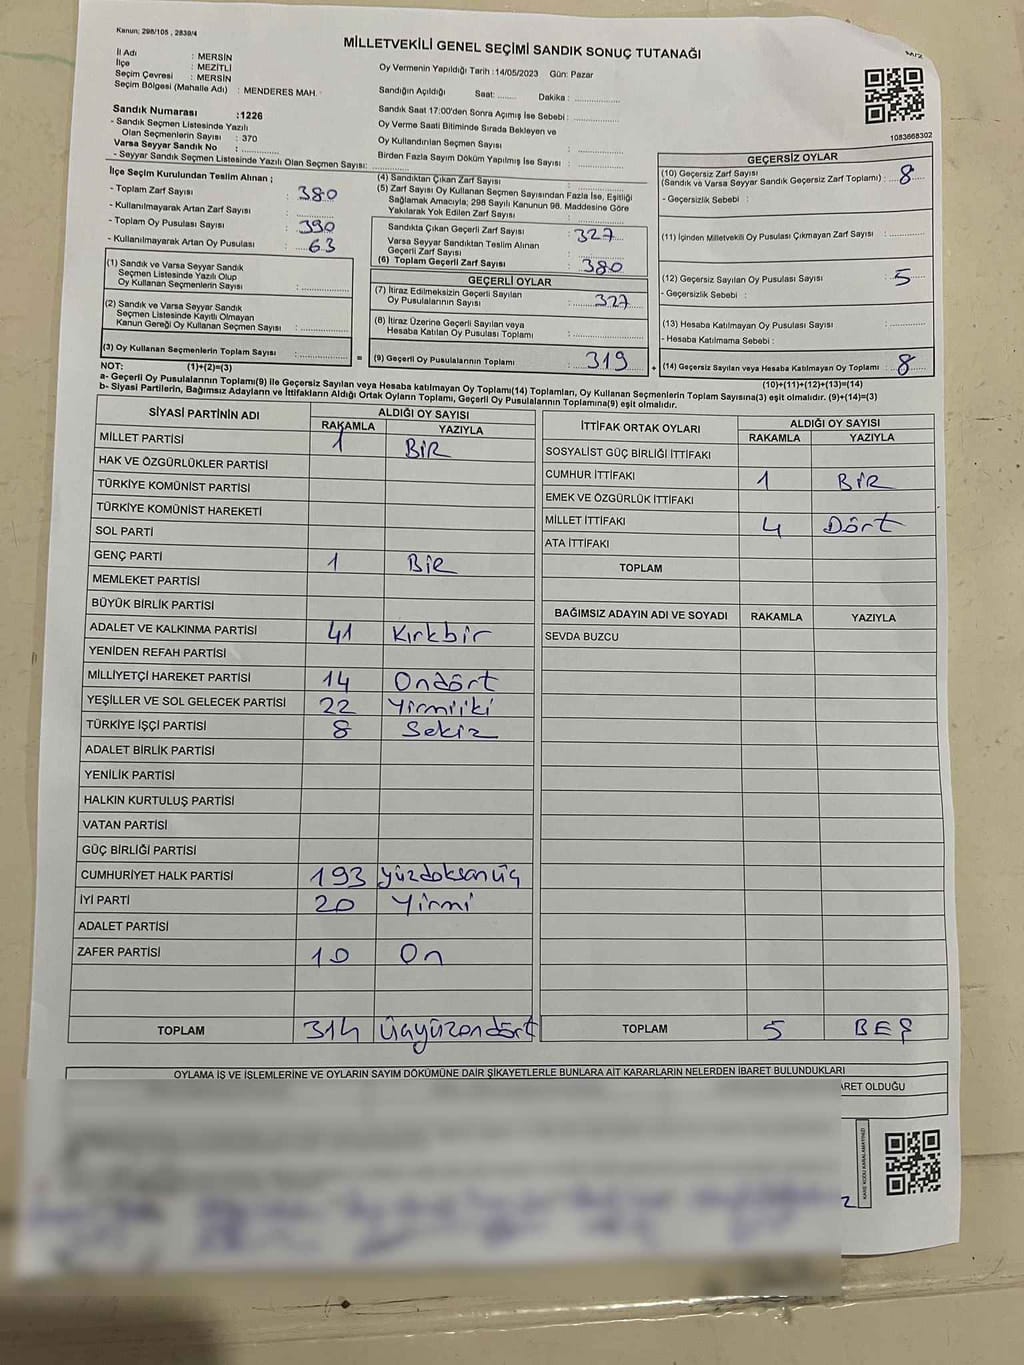 Kanun; 298/105 , 2839/4
MİLLETVEKİLİ GENEL SEÇİMİ SANDIK SONUÇ TUTANAĞI
M/2
İl Adı : MERSİN
İlçe : MEZİTLİ
Seçim Çevresi : MERSİN
Seçim Bölgesi (Mahalle Adı) : MENDERES MAH.
Oy Vermenin Yapıldığı Tarih :14/05/2023 Gün: Pazar
Sandığın Açıldığı Saat: ........ Dakika : ....................
Sandık Saat 17:00'den Sonra Açımış İse Sebebi : ....................
Oy Verme Saati Bitiminde Sırada Bekleyen ve
Oy Kullandırılan Seçmen Sayısı : ....................
Birden Fazla Sayım Döküm Yapılmış İse Sayısı : ....................
1083668302
Sandık Numarası :1226
- Sandık Seçmen Listesinde Yazılı
Olan Seçmenlerin Sayısı : 370
Varsa Seyyar Sandık No : ....................
- Seyyar Sandık Seçmen Listesinde Yazılı Olan Seçmen Sayısı: ....................
İlçe Seçim Kurulundan Teslim Alınan ;
- Toplam Zarf Sayısı : 380
- Kullanılmayarak Artan Zarf Sayısı : ....................
- Toplam Oy Pusulası Sayısı : 390
- Kullanılmayarak Artan Oy Pusulası : 63
(1) Sandık ve Varsa Seyyar Sandık
Seçmen Listesinde Yazılı Olup
Oy Kullanan Seçmenlerin Sayısı : ....................
(2) Sandık ve Varsa Seyyar Sandık
Seçmen Listesinde Kayıtlı Olmayan
Kanun Gereği Oy Kullanan Seçmen Sayısı : ....................
(3) Oy Kullanan Seçmenlerin Toplam Sayısı : ....................
(4) Sandıktan Çıkan Zarf Sayısı : ....................
(5) Zarf Sayısı Oy Kullanan Seçmen Sayısından Fazla İse, Eşitliği
Sağlamak Amacıyla; 298 Sayılı Kanunun 98. Maddesine Göre
Yakılarak Yok Edilen Zarf Sayısı : ....................
Sandıkta Çıkan Geçerli Zarf Sayısı : 327
Varsa Seyyar Sandıktan Teslim Alınan
Geçerli Zarf Sayısı : ....................
(6) Toplam Geçerli Zarf Sayısı : 380
GEÇERLİ OYLAR
(7) İtiraz Edilmeksizin Geçerli Sayılan
Oy Pusulalarının Sayısı : 327
(8) İtiraz Üzerine Geçerli Sayılan veya
Hesaba Katılan Oy Pusulası Toplamı : ....................
= (9) Geçerli Oy Pusulalarının Toplamı : 319
GEÇERSİZ OYLAR
(10) Geçersiz Zarf Sayısı
(Sandık ve Varsa Seyyar Sandık Geçersiz Zarf Toplamı) : 8
- Geçersizlik Sebebi :
(11) İçinden Milletvekili Oy Pusulası Çıkmayan Zarf Sayısı : ....................
(12) Geçersiz Sayılan Oy Pusulası Sayısı : 5
- Geçersizlik Sebebi :
(13) Hesaba Katılmayan Oy Pusulası Sayısı : ....................
- Hesaba Katılmama Sebebi :
+ (14) Geçersiz Sayılan veya Hesaba Katılmayan Oy Toplamı : 8
NOT: (1)+(2)=(3)
(10)+(11)+(12)+(13)=(14)
a- Geçerli Oy Pusulalarının Toplamı(9) ile Geçersiz Sayılan veya Hesaba katılmayan Oy Toplamı(14) Toplamları, Oy Kullanan Seçmenlerin Toplam Sayısına(3) eşit olmalıdır. (9)+(14)=(3)
b- Siyasi Partilerin, Bağımsız Adayların ve İttifakların Aldığı Ortak Oyların Toplamı, Geçerli Oy Pusulalarının Toplamına(9) eşit olmalıdır.
SİYASİ PARTİNİN ADI ALDIĞI OY SAYISI
RAKAMLA YAZIYLA
MİLLET PARTİSİ 1 BİR
HAK VE ÖZGÜRLÜKLER PARTİSİ
TÜRKİYE KOMÜNİST PARTİSİ
TÜRKİYE KOMÜNİST HAREKETİ
SOL PARTİ
GENÇ PARTİ 1 BİR
MEMLEKET PARTİSİ
BÜYÜK BİRLİK PARTİSİ
ADALET VE KALKINMA PARTİSİ 41 Kırkbir
YENİDEN REFAH PARTİSİ
MİLLİYETÇİ HAREKET PARTİSİ 14 Ondört
YEŞİLLER VE SOL GELECEK PARTİSİ 22 Yirmiiki
TÜRKİYE İŞÇİ PARTİSİ 8 Sekiz
ADALET BİRLİK PARTİSİ
YENİLİK PARTİSİ
HALKIN KURTULUŞ PARTİSİ
VATAN PARTİSİ
GÜÇ BİRLİĞİ PARTİSİ
CUMHURİYET HALK PARTİSİ 193 yüzdoksanüç
İYİ PARTİ 20 Yirmi
ADALET PARTİSİ
ZAFER PARTİSİ 10 On
TOPLAM 314 üçyüzondört
İTTİFAK ORTAK OYLARI ALDIĞI OY SAYISI
RAKAMLA YAZIYLA
SOSYALİST GÜÇ BİRLİĞİ İTTİFAKI
CUMHUR İTTİFAKI 1 BİR
EMEK VE ÖZGÜRLÜK İTTİFAKI
MİLLET İTTİFAKI 4 Dört
ATA İTTİFAKI
TOPLAM
BAĞIMSIZ ADAYIN ADI VE SOYADI RAKAMLA YAZIYLA
SEVDA BUZCU
TOPLAM 5 BEŞ
OYLAMA İŞ VE İŞLEMLERİNE VE OYLARIN SAYIM DÖKÜMÜNE DAİR ŞİKAYETLERLE BUNLARA AİT KARARLARIN NELERDEN İBARET BULUNDUKLARI
RET OLDUĞU
KARE KODU KARALAMAYINIZ!
2